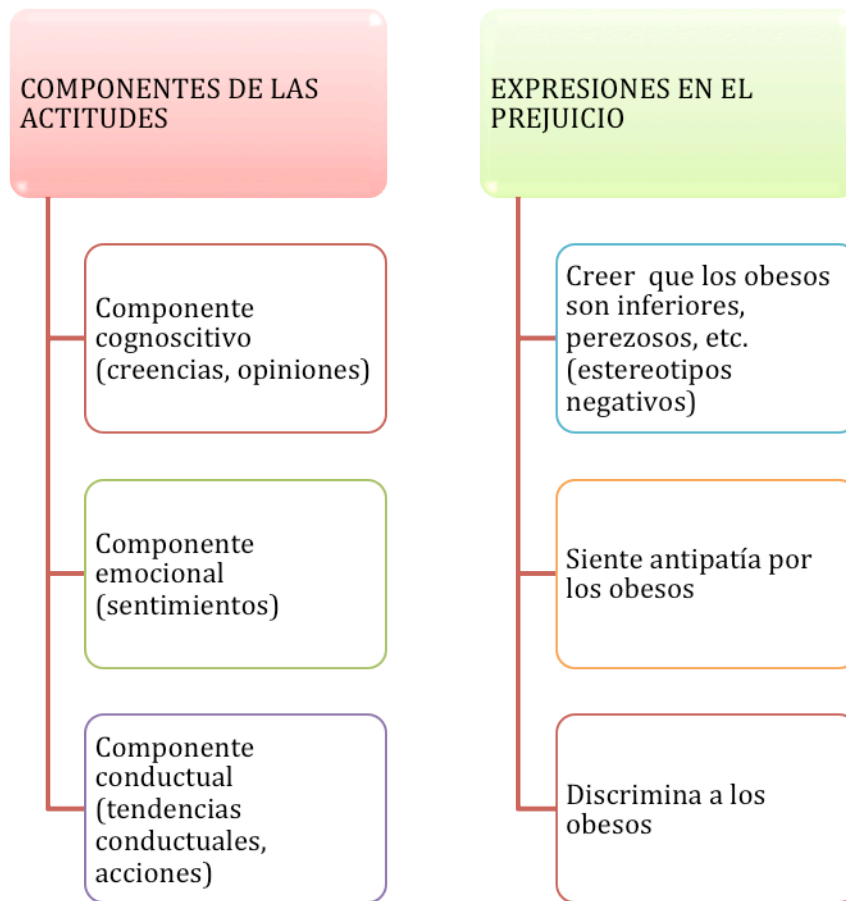 COMPONENTES DE LAS
ACTITUDES
Componente
cognoscitivo
(creencias, opiniones)
Componente
emocional
(sentimientos)
Componente
conductual
(tendencias
conductuales,
acciones)
EXPRESIONES EN EL
PREJUICIO
Creer que los obesos
son inferiores,
perezosos, etc.
(estereotipos
negativos)
Siente antipatía por
los obesos
Discrimina a los
obesos